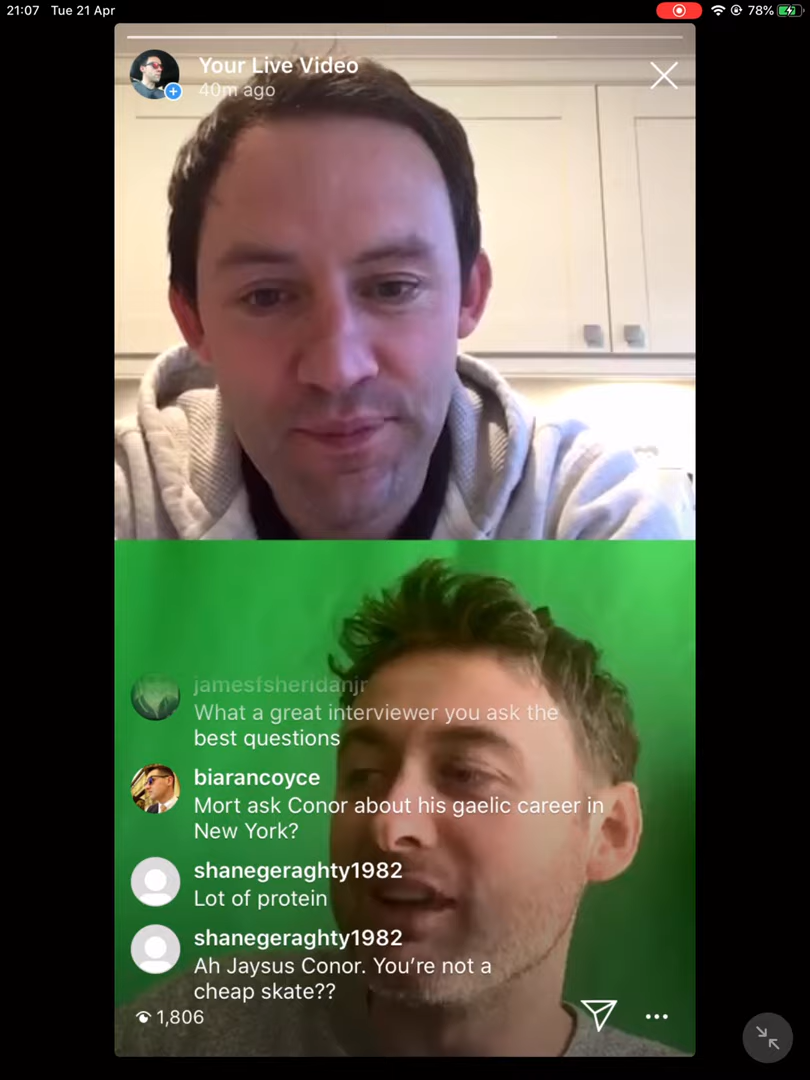 21:07 Tue 21 Apr 78%
Your Live Video
40m ago
jamesfsheridanjr
What a great interviewer you ask the
best questions
biarancoyce
Mort ask Conor about his gaelic career in
New York?
shanegeraghty1982
Lot of protein
shanegeraghty1982
Ah Jaysus Conor. You’re not a
cheap skate??
1,806